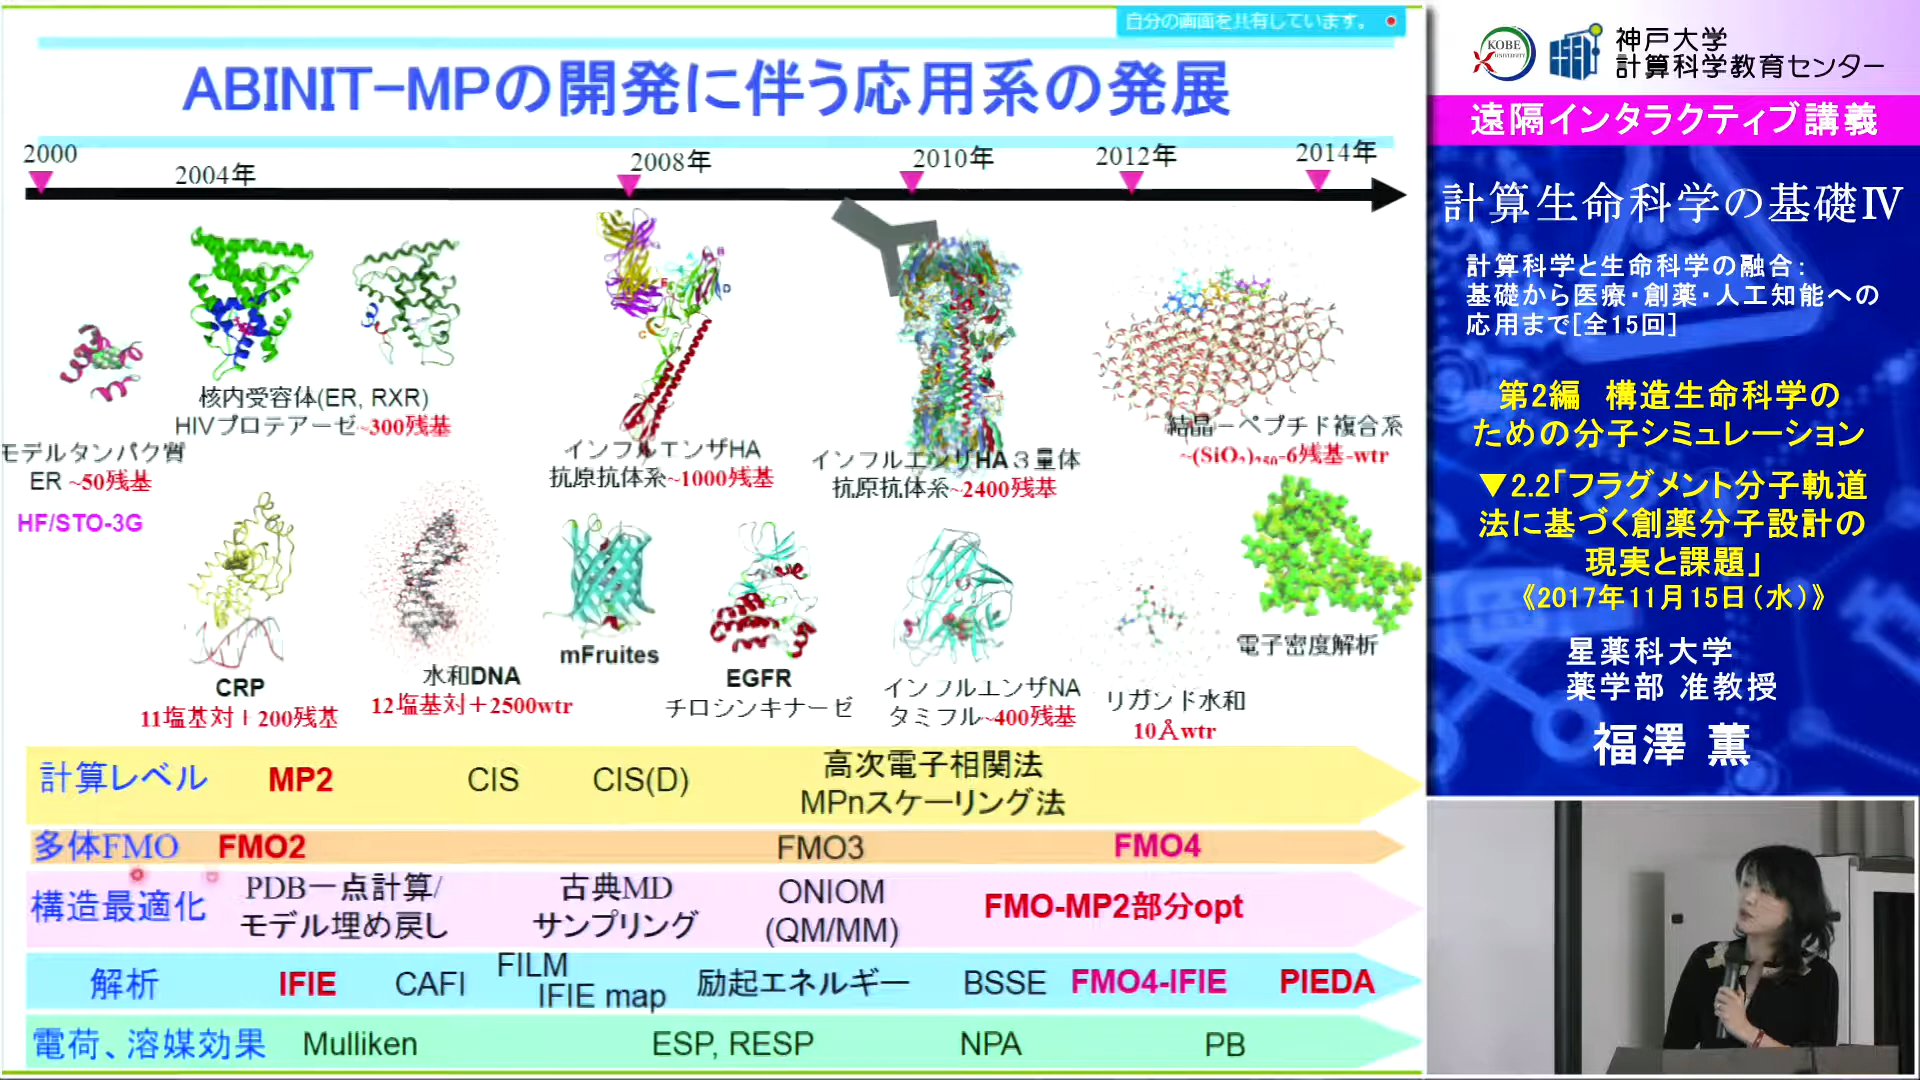 自分の画面を共有しています。
ABINIT-MPの開発に伴う応用系の発展
2000
2004年
2008年
2010年
2012年
2014年
核内受容体(ER, RXR)
HIVプロテアーゼ~300残基
モデルタンパク質
ER ~50残基
HF/STO-3G
インフルエンザHA
抗原抗体系~1000残基
インフルエンザHA３量体
抗原抗体系~2400残基
結晶－ペプチド複合系
~(SiO₂)₂₅₀-6残基-wtr
CRP
11塩基対＋200残基
水和DNA
12塩基対＋2500wtr
mFruites
EGFR
チロシンキナーゼ
インフルエンザNA
タミフル~400残基
リガンド水和
10Åwtr
電子密度解析
計算レベル
MP2
CIS
CIS(D)
高次電子相関法
MPnスケーリング法
多体FMO
FMO2
FMO3
FMO4
構造最適化
PDB一点計算/
モデル埋め戻し
古典MD
サンプリング
ONIOM
(QM/MM)
FMO-MP2部分opt
解析
IFIE
CAFI
FILM
IFIE map
励起エネルギー
BSSE
FMO4-IFIE
PIEDA
電荷、溶媒効果
Mulliken
ESP, RESP
NPA
PB
KOBE
UNIVERSITY
神戸大学
計算科学教育センター
遠隔インタラクティブ講義
計算生命科学の基礎Ⅳ
計算科学と生命科学の融合：
基礎から医療・創薬・人工知能への
応用まで[全15回]
第2編 構造生命科学の
ための分子シミュレーション
▼2.2「フラグメント分子軌道
法に基づく創薬分子設計の
現実と課題」
《2017年11月15日（水）》
星薬科大学
薬学部 准教授
福澤 薫